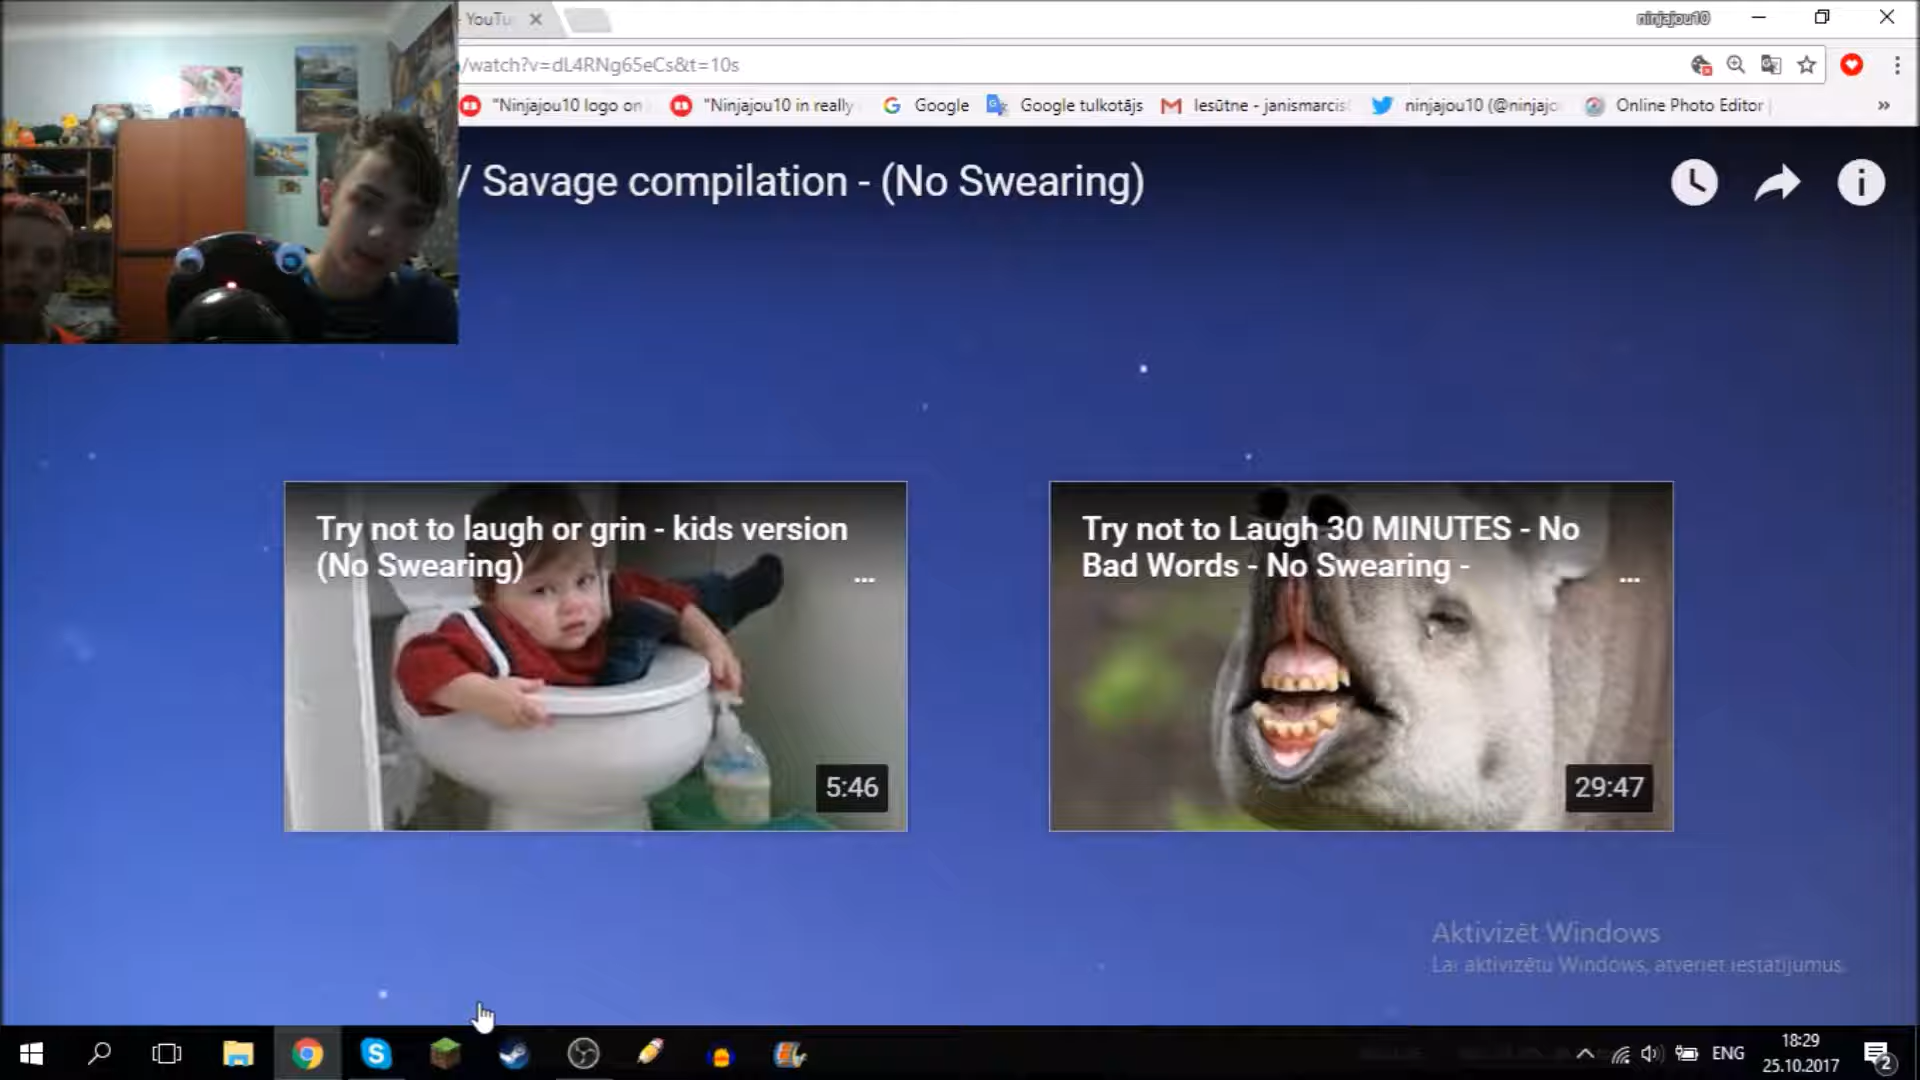 YouTu
ninjajou10
/watch?v=dL4RNg65eCs&t=10s
"Ninjajou10 logo on
"Ninjajou10 in really
Google
Google tulkotājs
Iesūtne - janismarcis
ninjajou10 (@ninjajo
Online Photo Editor |
»
/ Savage compilation - (No Swearing)
Try not to laugh or grin - kids version
(No Swearing)
...
5:46
Try not to Laugh 30 MINUTES - No
Bad Words - No Swearing -
...
29:47
Aktivizēt Windows
Lai aktivizētu Windows, atveriet iestatījumus.
ENG
18:29
25.10.2017
2